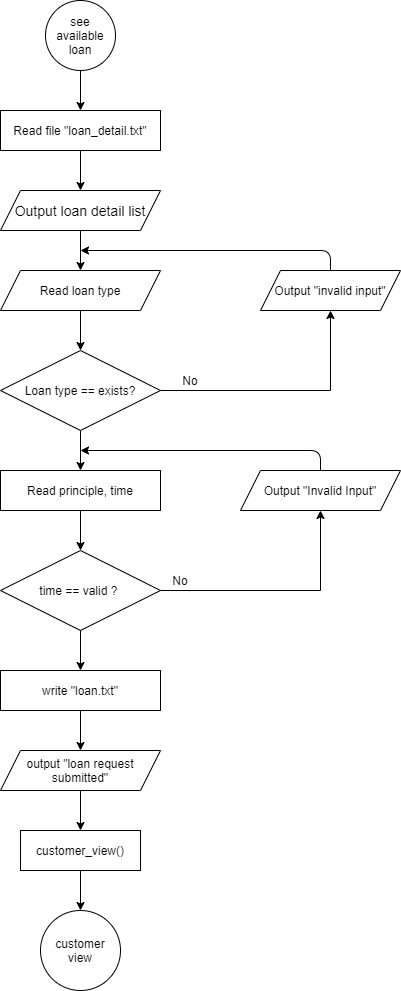 see
available
loan
Read file "loan_detail.txt"
Output loan detail list
Read loan type
Output "invalid input"
Loan type == exists?
No
Read principle, time
Output "Invalid Input"
time == valid ?
No
write "loan.txt"
output "loan request
submitted"
customer_view()
customer
view